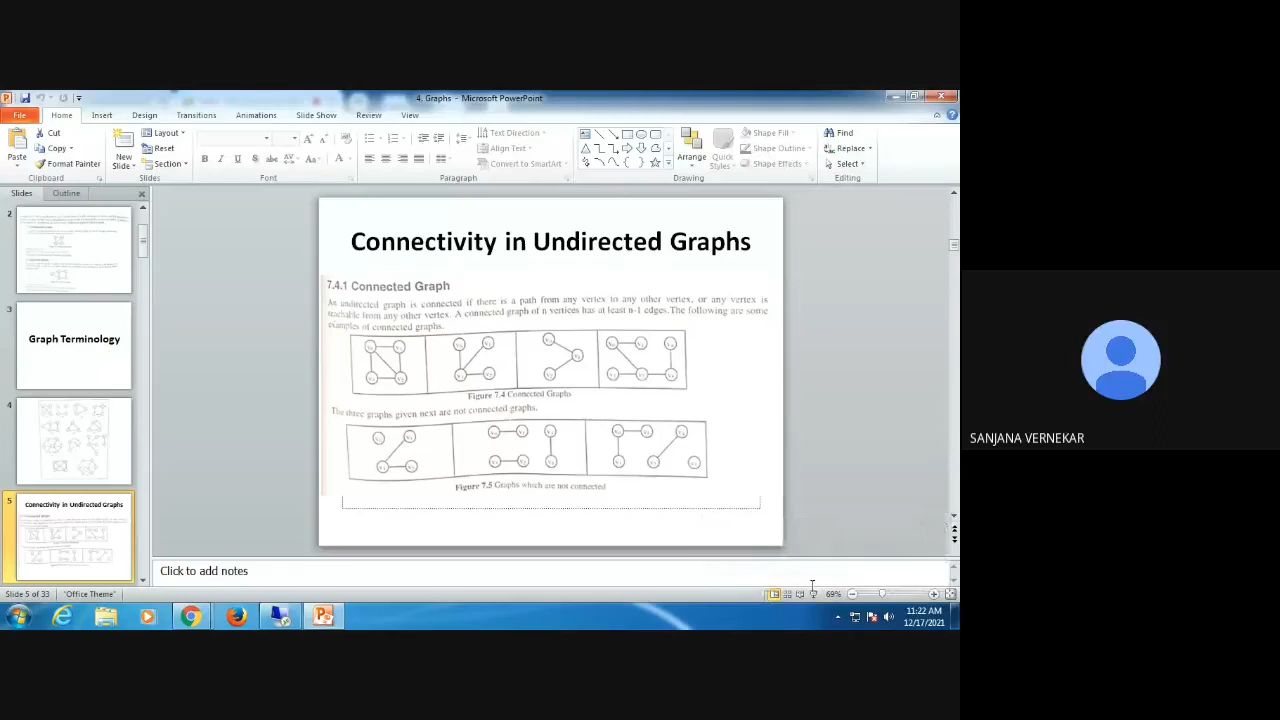 4. Graphs - Microsoft PowerPoint
File Home Insert Design Transitions Animations Slide Show Review View
Paste
Cut
Copy
Format Painter
Clipboard
New Slide
Layout
Reset
Section
Slides
Font
Text Direction
Align Text
Convert to SmartArt
Paragraph
Arrange
Quick Styles
Shape Fill
Shape Outline
Shape Effects
Drawing
Find
Replace
Select
Editing
Slides Outline
2
3
Graph Terminology
4
5
Connectivity in Undirected Graphs
Connectivity in Undirected Graphs
7.4.1 Connected Graph
An undirected graph is connected if there is a path from any vertex to any other vertex, or any vertex is
reachable from any other vertex. A connected graph of n vertices has at least n-1 edges.The following are some
examples of connected graphs.
Figure 7.4 Connected Graphs
The three graphs given next are not connected graphs.
Figure 7.5 Graphs which are not connected
Click to add notes
Slide 5 of 33 "Office Theme" 69%
11:22 AM
12/17/2021
SANJANA VERNEKAR